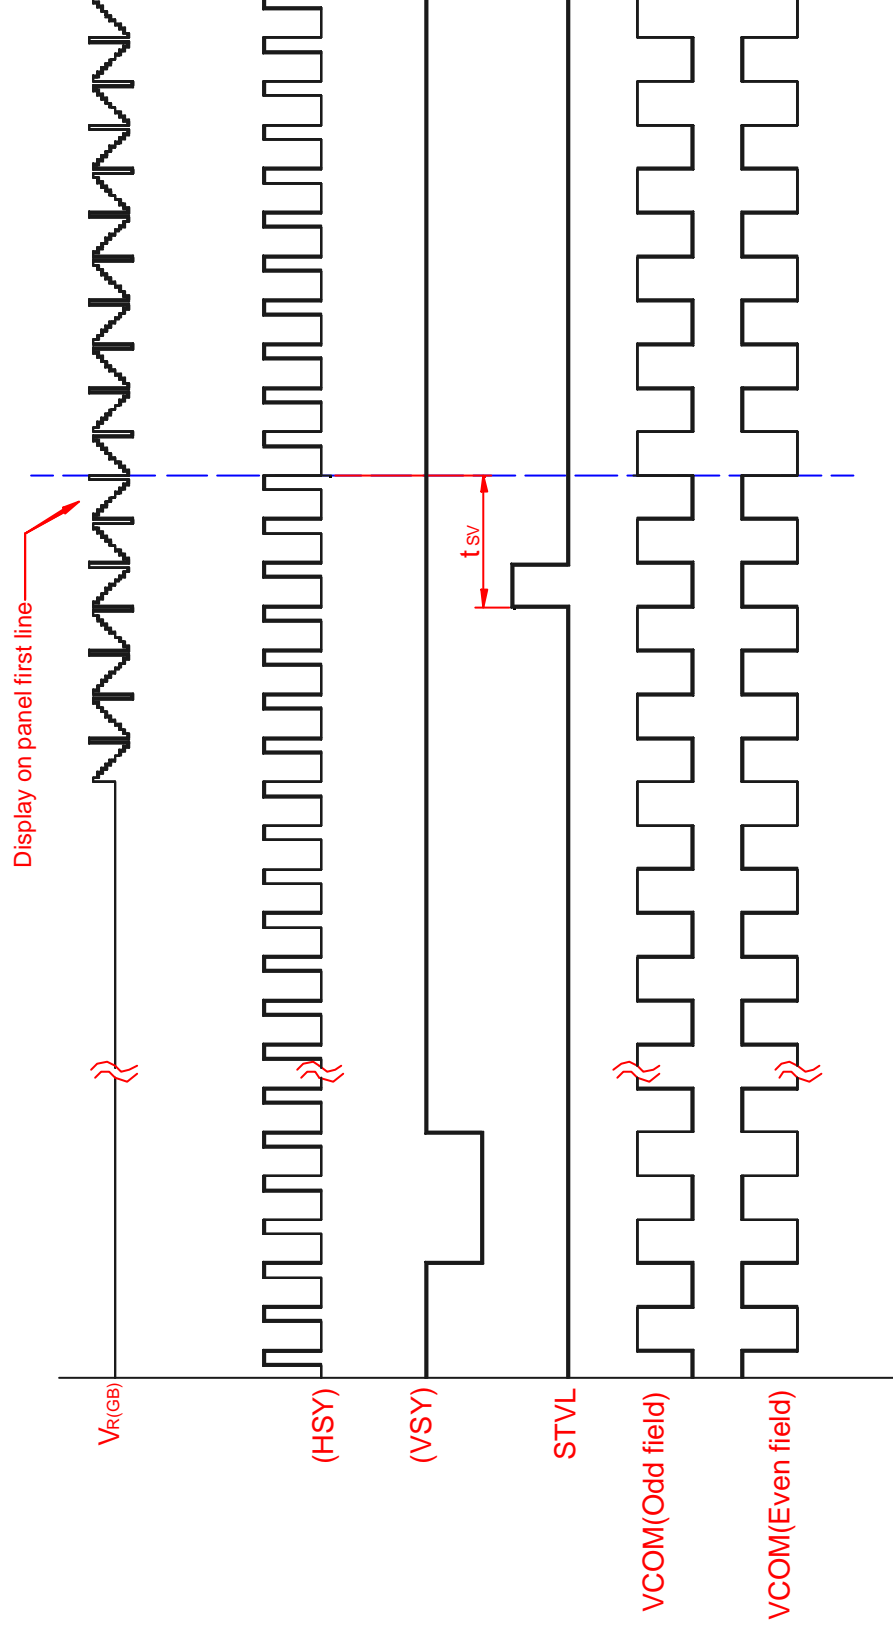 Display on panel first line
tSV
VR(GB)
(HSY)
(VSY)
STVL
VCOM(Odd field)
VCOM(Even field)